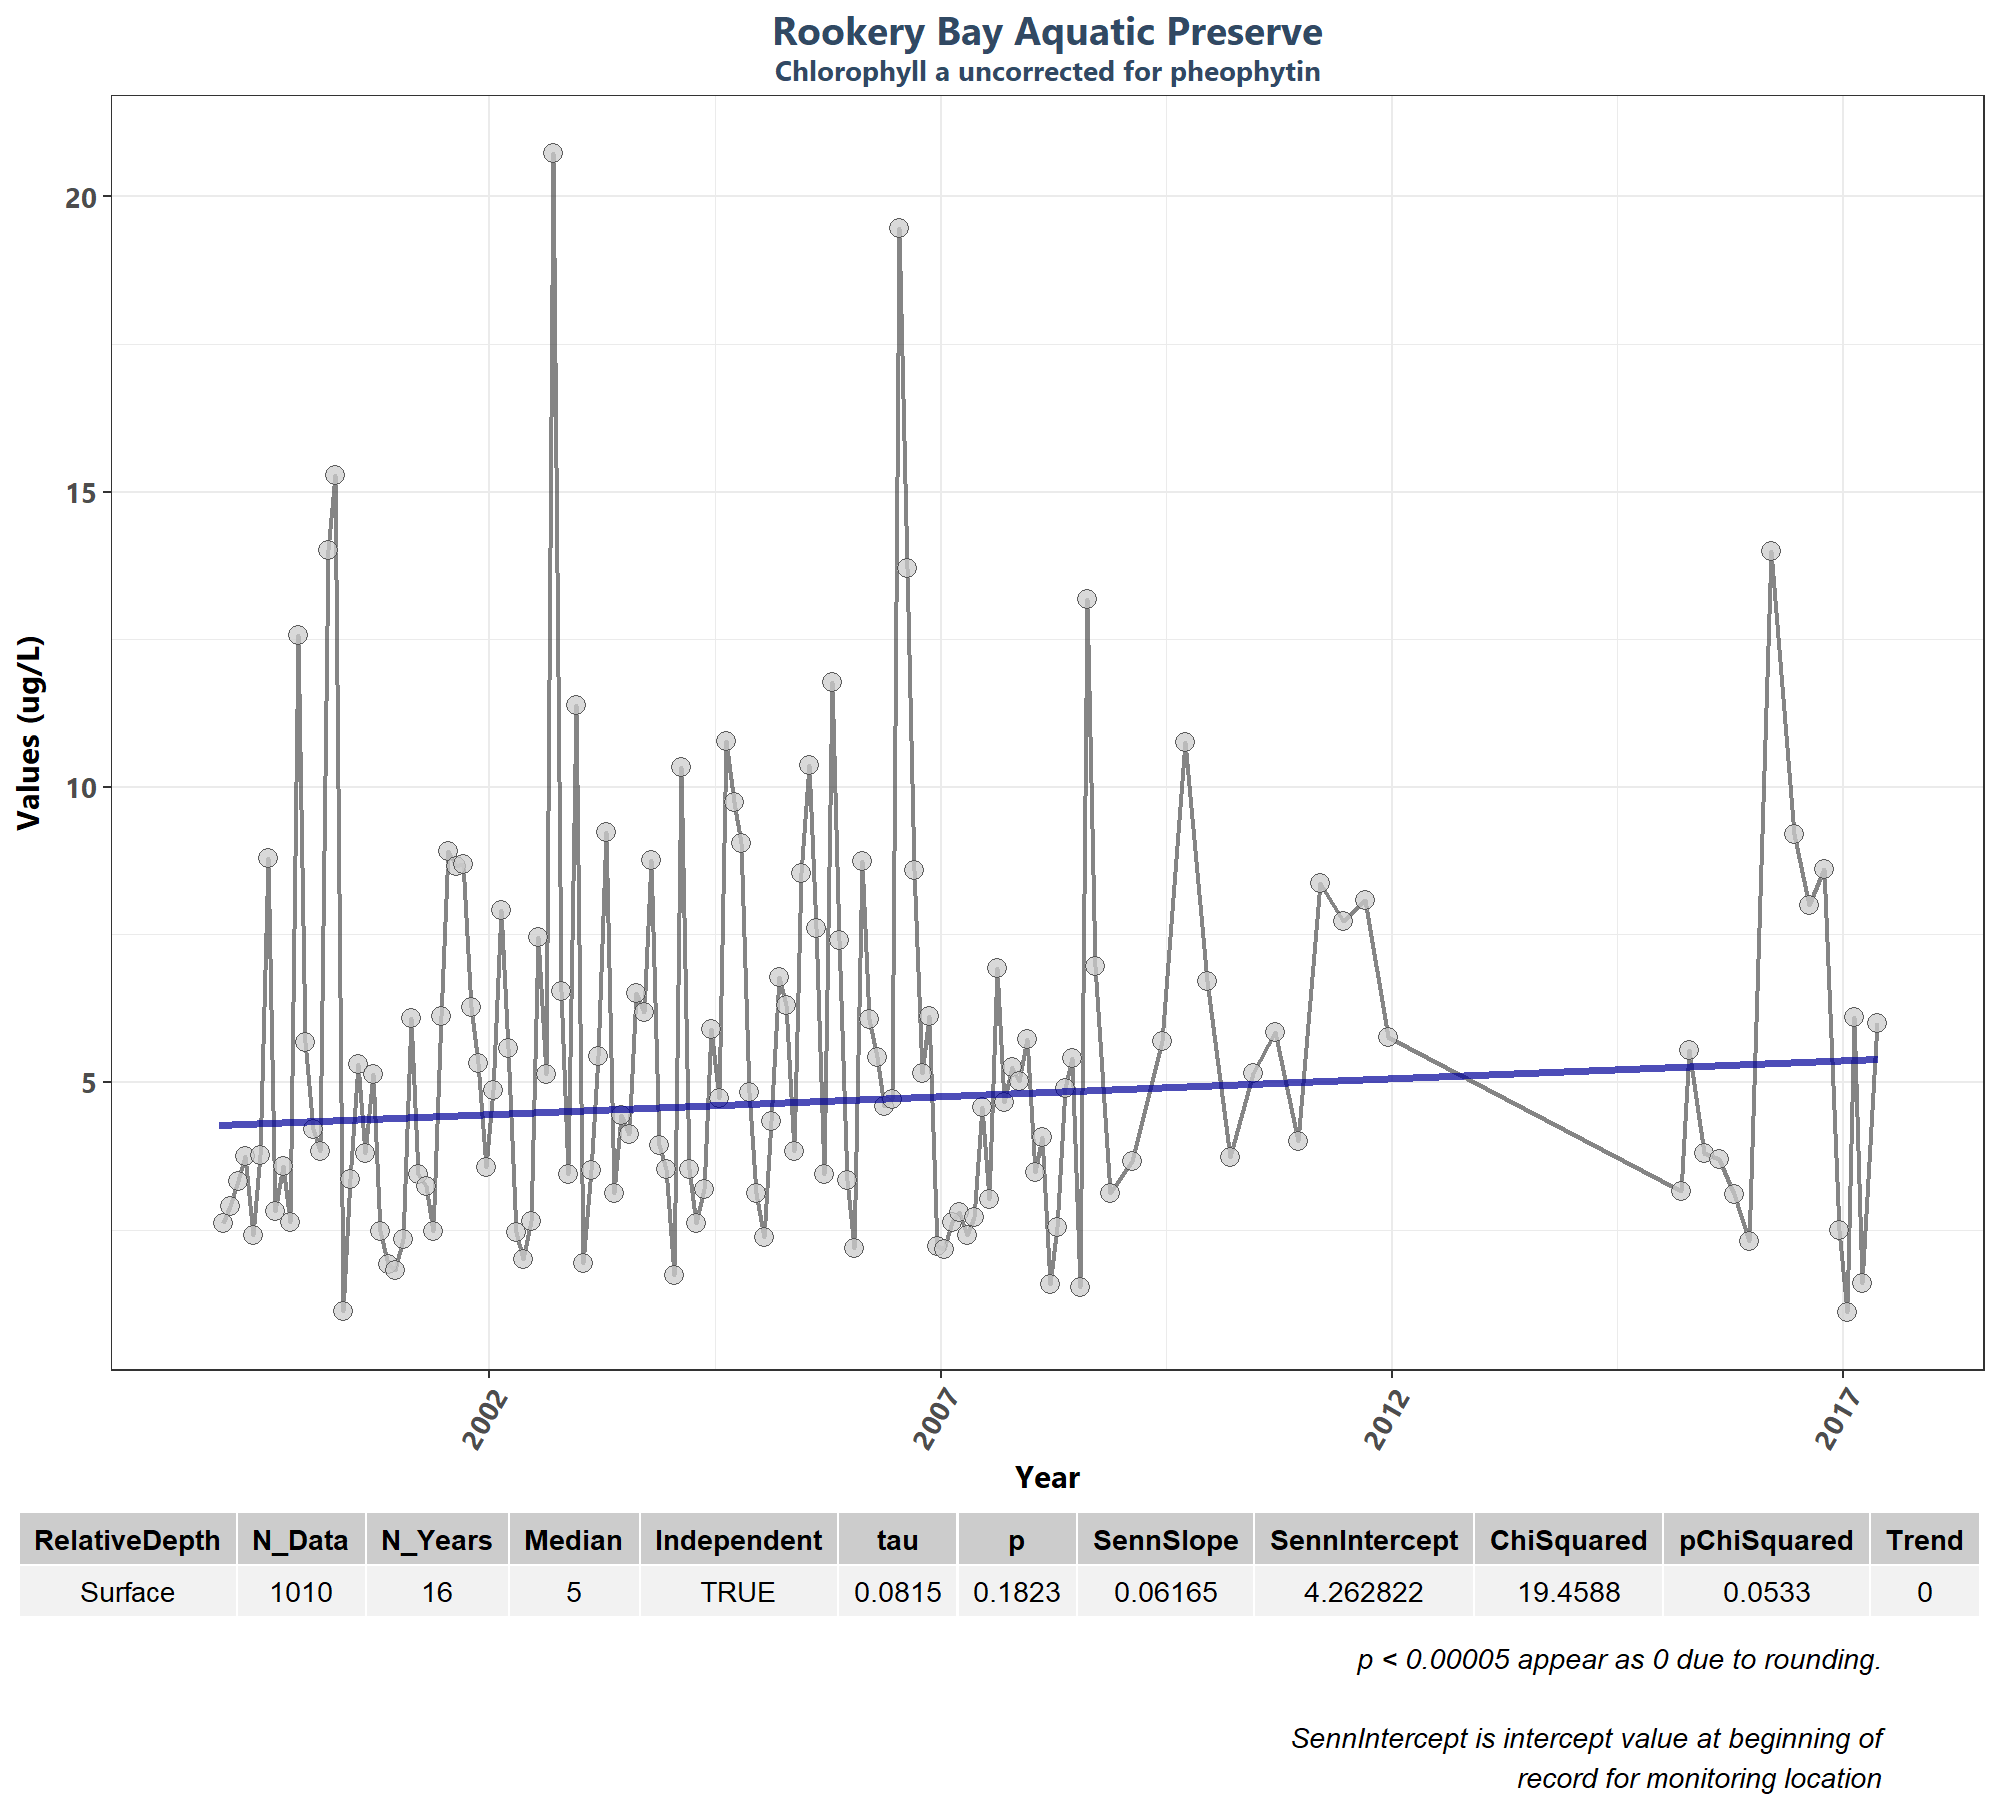 Rookery Bay Aquatic Preserve
Chlorophyll a uncorrected for pheophytin
Values (ug/L)
20
15
10
5
2002
2007
2012
2017
Year
RelativeDepth N_Data N_Years Median Independent tau p SennSlope SennIntercept ChiSquared pChiSquared Trend
Surface 1010 16 5 TRUE 0.0815 0.1823 0.06165 4.262822 19.4588 0.0533 0
p < 0.00005 appear as 0 due to rounding.
SennIntercept is intercept value at beginning of
record for monitoring location